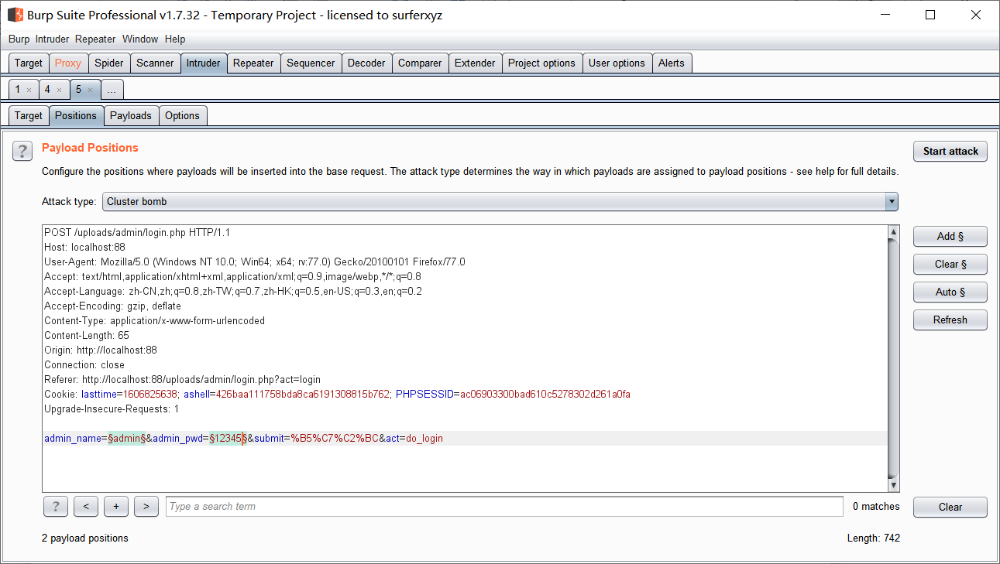 Burp Suite Professional v1.7.32 - Temporary Project - licensed to surferxyz
Burp Intruder Repeater Window Help
Target Proxy Spider Scanner Intruder Repeater Sequencer Decoder Comparer Extender Project options User options Alerts
1 × 4 × 5 × ...
Target Positions Payloads Options
? Payload Positions Start attack
Configure the positions where payloads will be inserted into the base request. The attack type determines the way in which payloads are assigned to payload positions - see help for full details.
Attack type: Cluster bomb
POST /uploads/admin/login.php HTTP/1.1
Host: localhost:88
User-Agent: Mozilla/5.0 (Windows NT 10.0; Win64; x64; rv:77.0) Gecko/20100101 Firefox/77.0
Accept: text/html,application/xhtml+xml,application/xml;q=0.9,image/webp,*/*;q=0.8
Accept-Language: zh-CN,zh;q=0.8,zh-TW;q=0.7,zh-HK;q=0.5,en-US;q=0.3,en;q=0.2
Accept-Encoding: gzip, deflate
Content-Type: application/x-www-form-urlencoded
Content-Length: 65
Origin: http://localhost:88
Connection: close
Referer: http://localhost:88/uploads/admin/login.php?act=login
Cookie: lasttime=1606825638; ashell=426baa111758bda8ca6191308815b762; PHPSESSID=ac06903300bad610c5278302d261a0fa
Upgrade-Insecure-Requests: 1
admin_name=§admin§&admin_pwd=§12345§&submit=%B5%C7%C2%BC&act=do_login
Add §
Clear §
Auto §
Refresh
? < + > Type a search term 0 matches Clear
2 payload positions Length: 742